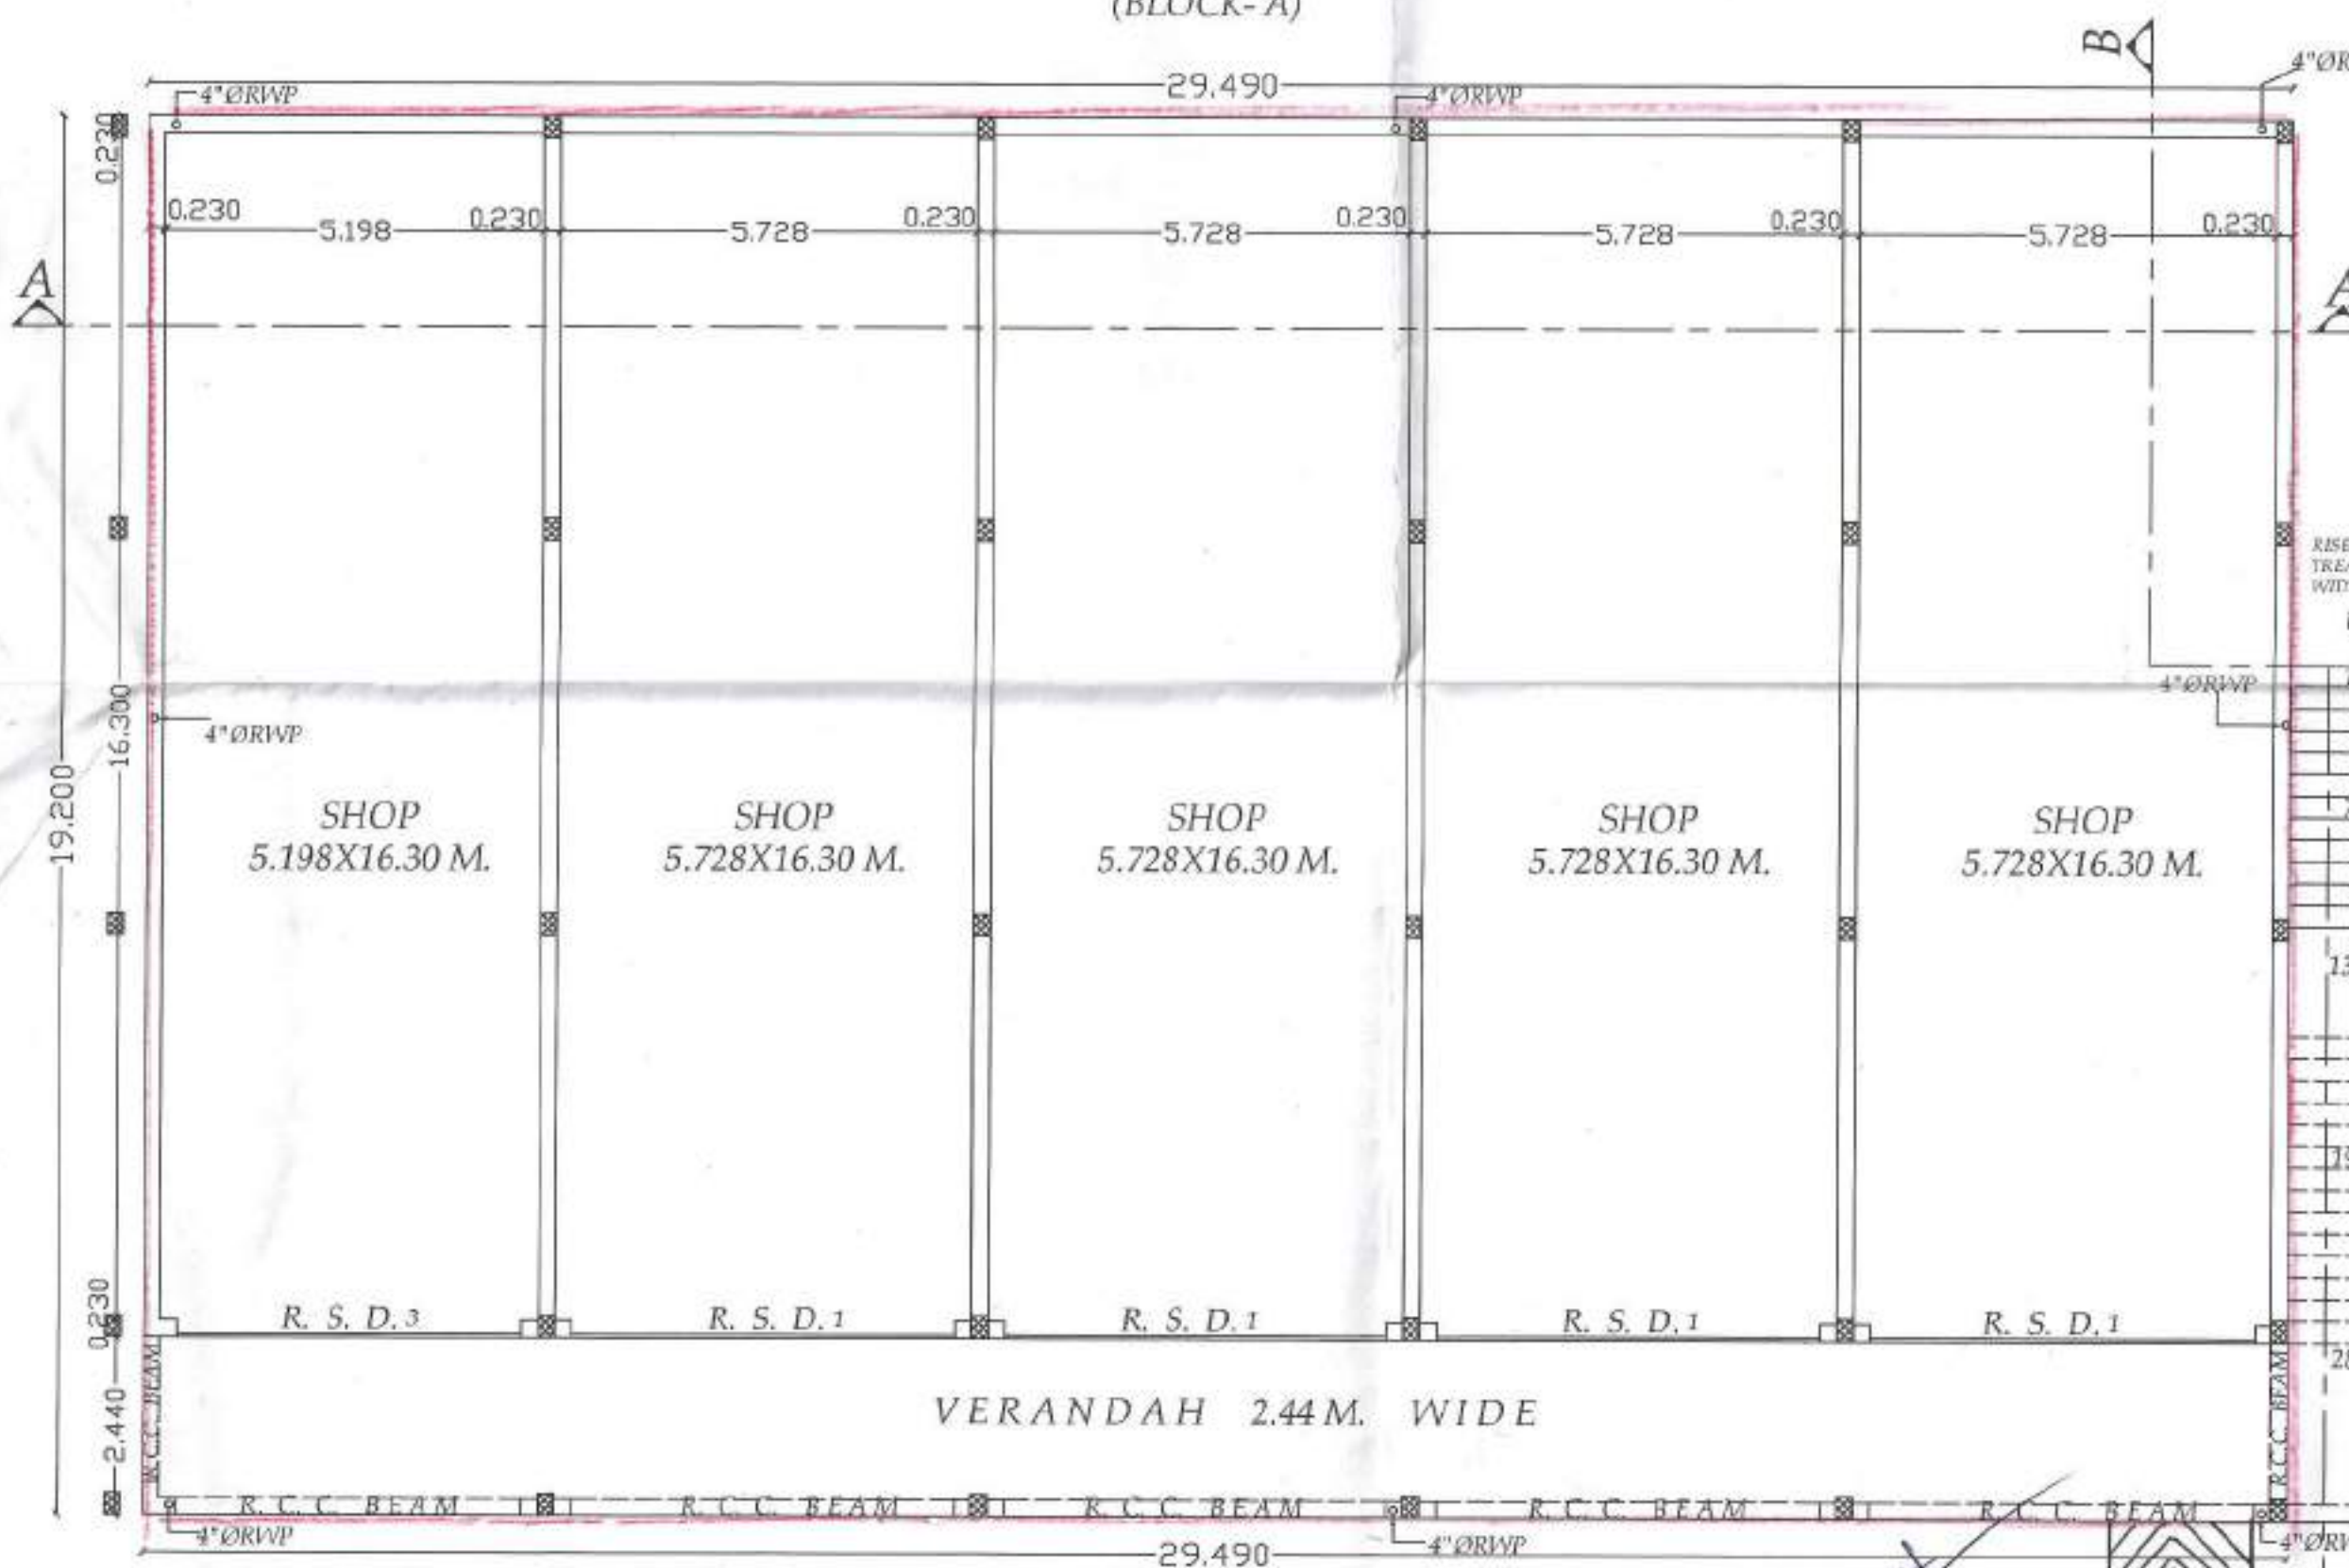 (BLOCK- A)
B
29.490
4"ØRWP
4"ØRWP
0.230
0.230
5.198
0.230
5.728
0.230
5.728
0.230
5.728
0.230
5.728
0.230
A
4"ØRWP
4"ØRWP
16.300
19.200
SHOP
5.198X16.30 M.
SHOP
5.728X16.30 M.
SHOP
5.728X16.30 M.
SHOP
5.728X16.30 M.
SHOP
5.728X16.30 M.
0.230
R. S. D. 3
R. S. D. 1
R. S. D. 1
R. S. D. 1
R. S. D. 1
R.C.C. BEAM
2.440
VERANDAH 2.44 M. WIDE
R.C.C. BEAM
R. C. C. BEAM
R. C. C. BEAM
R. C. C. BEAM
R. C. C. BEAM
R. C. C. BEAM
4"ØRWP
4"ØRWP
29.490